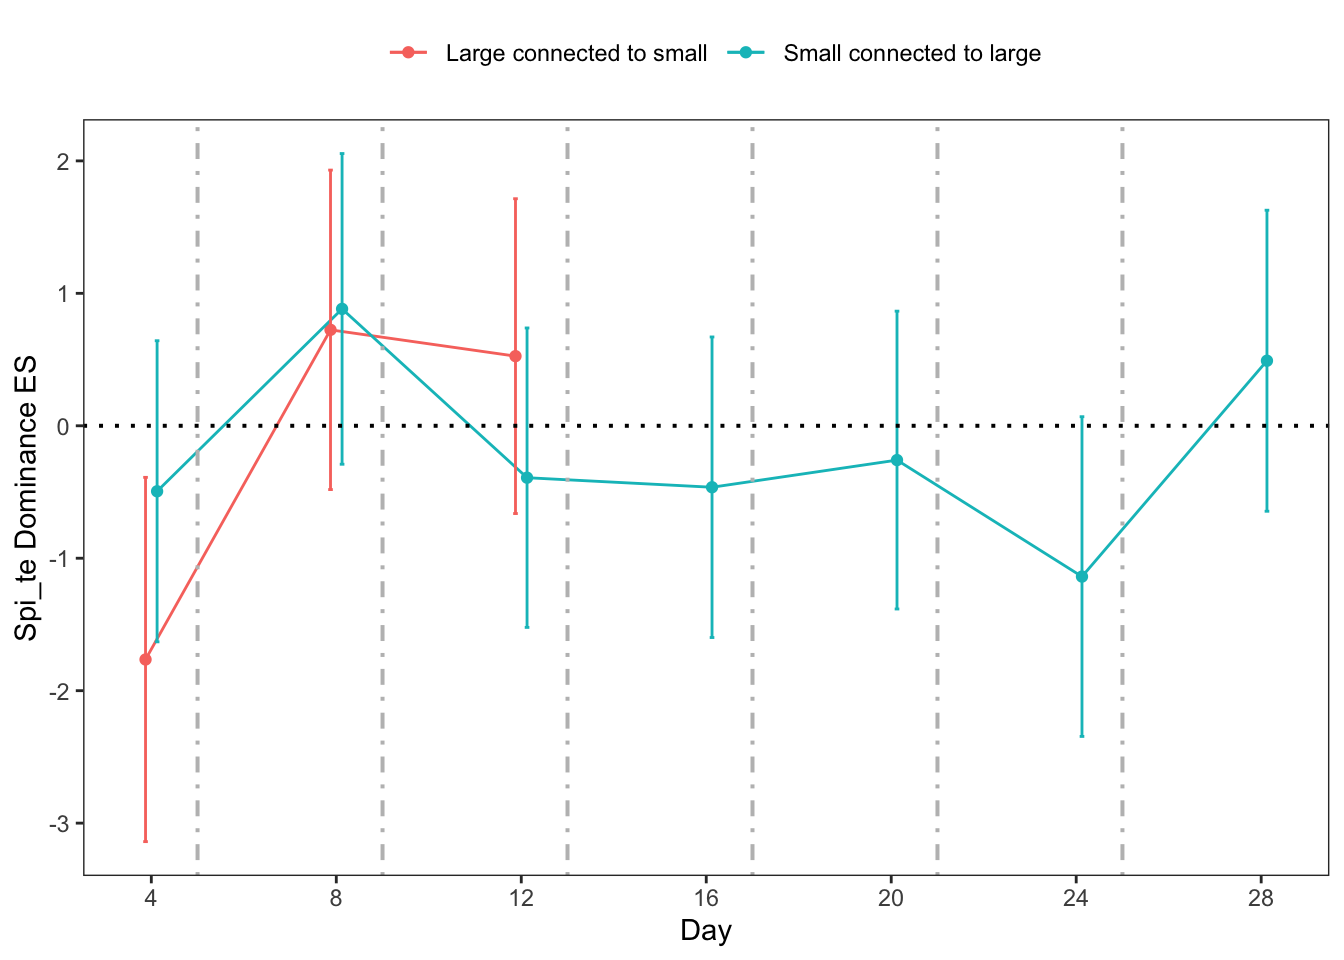 Large connected to small Small connected to large
2
1
0
-1
-2
-3
Spi_te Dominance ES
4 8 12 16 20 24 28
Day